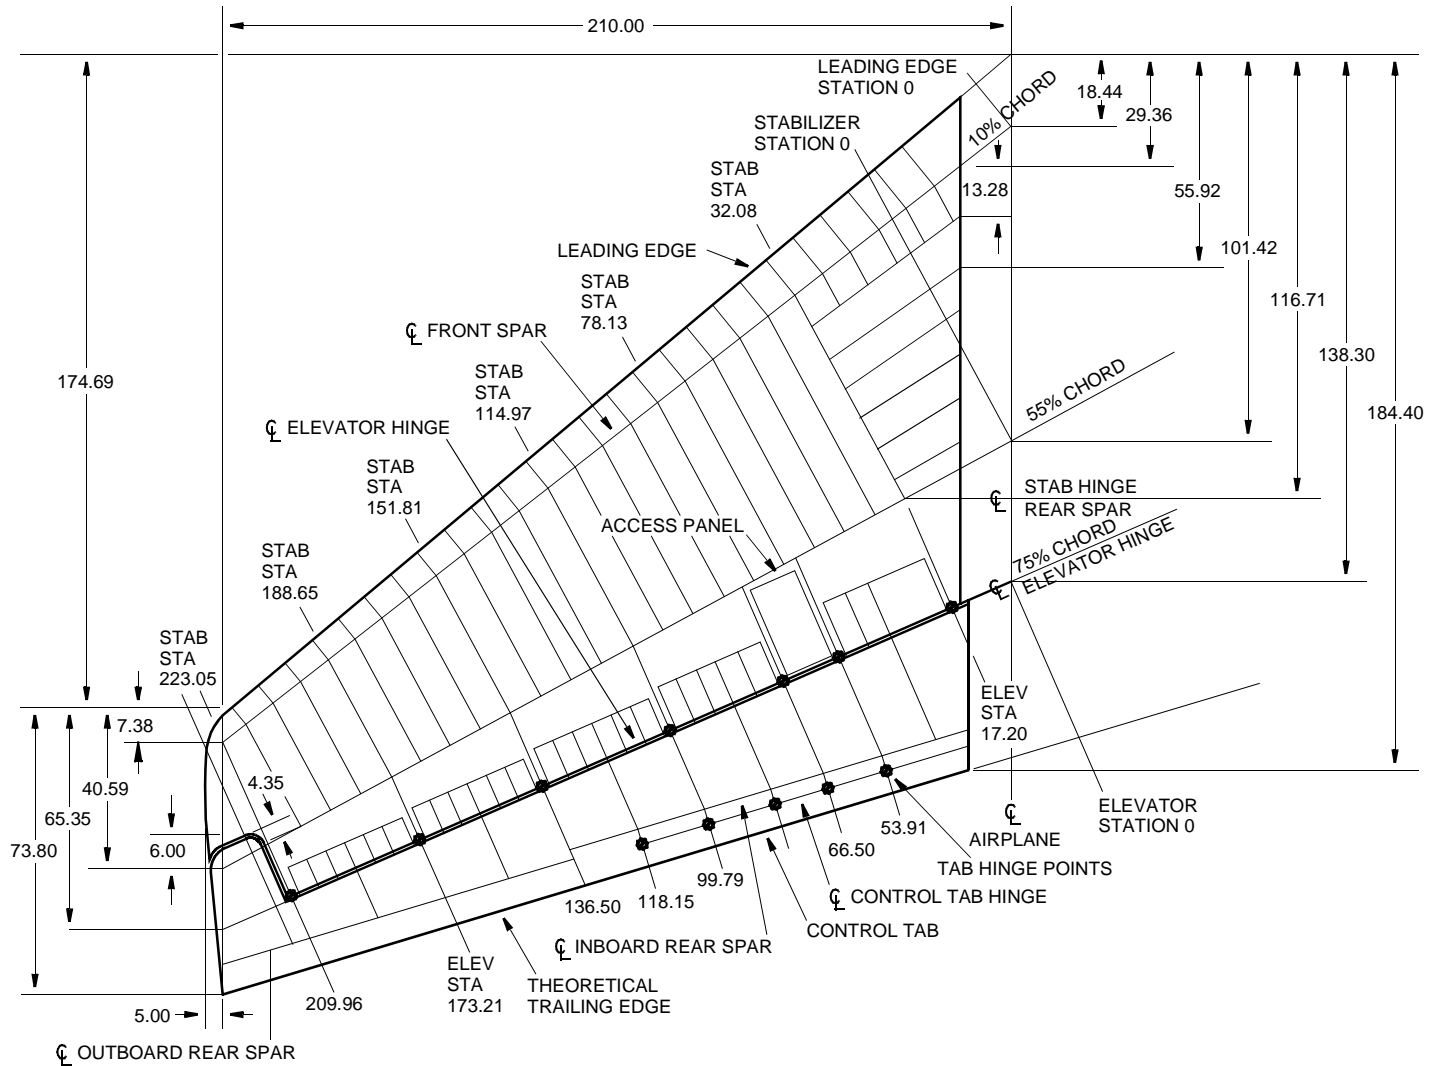 210.00
LEADING EDGE
STATION 0
10% CHORD
18.44
29.36
STABILIZER
STATION 0
STAB
STA
32.08
13.28
55.92
101.42
LEADING EDGE
STAB
STA
78.13
116.71
℄ FRONT SPAR
138.30
174.69
STAB
STA
114.97
55% CHORD
184.40
℄ ELEVATOR HINGE
STAB
STA
151.81
℄ STAB HINGE
REAR SPAR
ACCESS PANEL
75% CHORD
℄ ELEVATOR HINGE
STAB
STA
188.65
STAB
STA
223.05
ELEV
STA
17.20
7.38
4.35
40.59
65.35
73.80
6.00
ELEVATOR
STATION 0
℄
AIRPLANE
53.91
66.50
TAB HINGE POINTS
99.79
118.15
136.50
℄ CONTROL TAB HINGE
CONTROL TAB
℄ INBOARD REAR SPAR
ELEV
STA
173.21
THEORETICAL
TRAILING EDGE
209.96
5.00
℄ OUTBOARD REAR SPAR